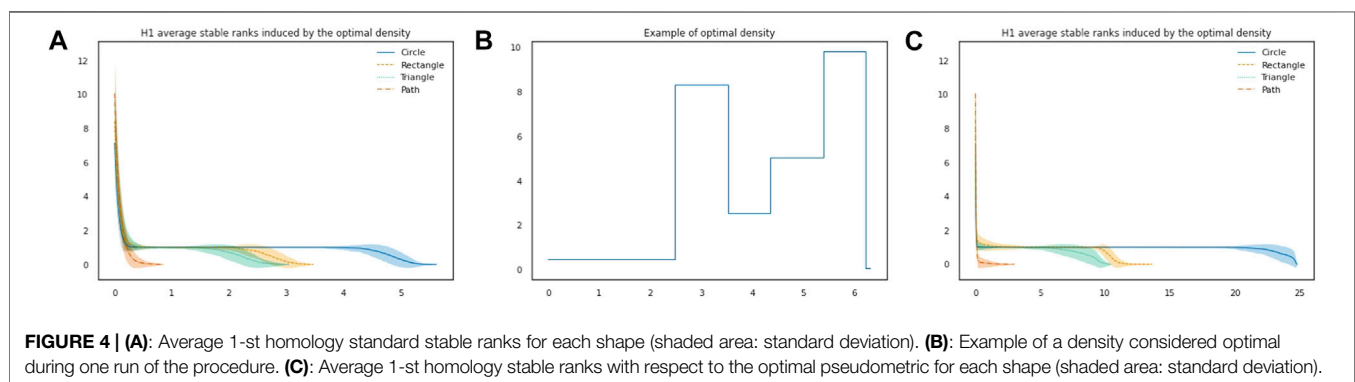 A
H1 average stable ranks induced by the optimal density
Circle
Rectangle
Triangle
Path
12
10
8
6
4
2
0
0 1 2 3 4 5
B
Example of optimal density
10
8
6
4
2
0
0 1 2 3 4 5 6
C
H1 average stable ranks induced by the optimal density
Circle
Rectangle
Triangle
Path
12
10
8
6
4
2
0
0 5 10 15 20 25
FIGURE 4 | (A): Average 1-st homology standard stable ranks for each shape (shaded area: standard deviation). (B): Example of a density considered optimal
during one run of the procedure. (C): Average 1-st homology stable ranks with respect to the optimal pseudometric for each shape (shaded area: standard deviation).